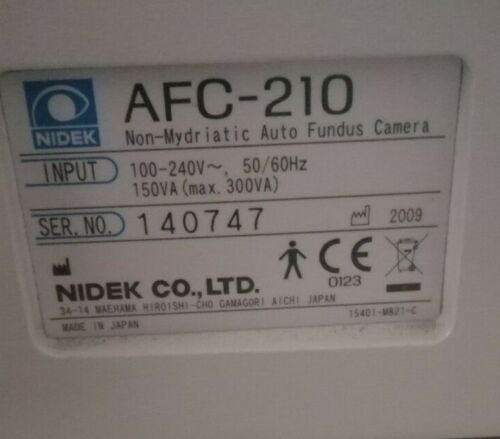 AFC-210
NIDEK
Non-Mydriatic Auto Fundus Camera
INPUT 100-240V～, 50/60Hz
150VA(max.300VA)
SER.NO. 140747 2009
CE
0123
NIDEK CO.,LTD.
34-14 MAEHAMA HIROISHI-CHO GAMAGORI AICHI JAPAN
MADE IN JAPAN 15401-M821-C